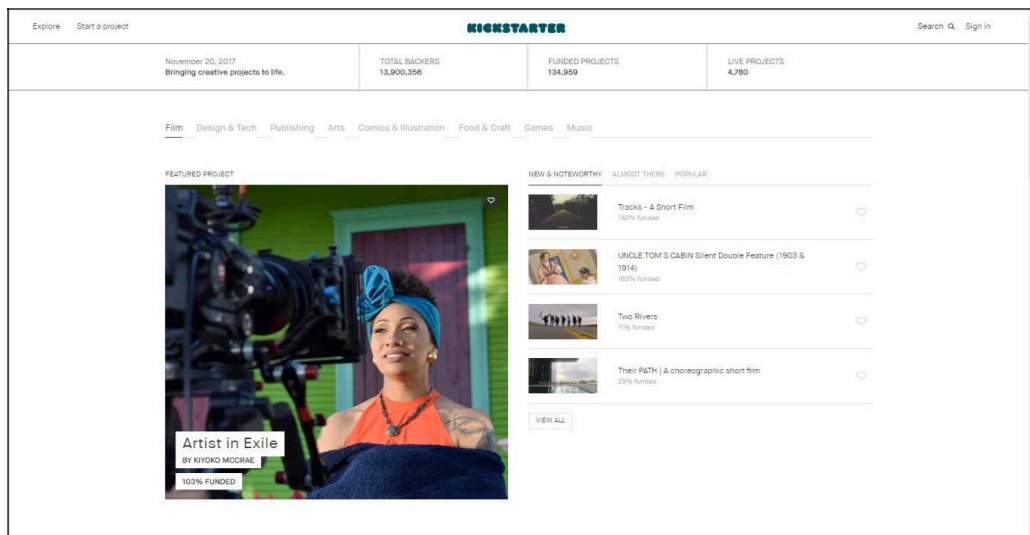 Explore Start a project KICKSTARTER Search Sign in
November 20, 2017
Bringing creative projects to life.
TOTAL BACKERS
13,900,356
FUNDED PROJECTS
134,959
LIVE PROJECTS
4,780
Film Design & Tech Publishing Arts Comics & Illustration Food & Craft Games Music
FEATURED PROJECT
Artist in Exile
BY KIYOKO MCCRAE
103% FUNDED
NEW & NOTEWORTHY ALMOST THERE POPULAR
Tracks - A Short Film
142% funded
UNCLE TOM'S CABIN Silent Double Feature (1903 &
1914)
165% funded
Two Rivers
11% funded
Their PATH | A choreographic short film
29% funded
VIEW ALL